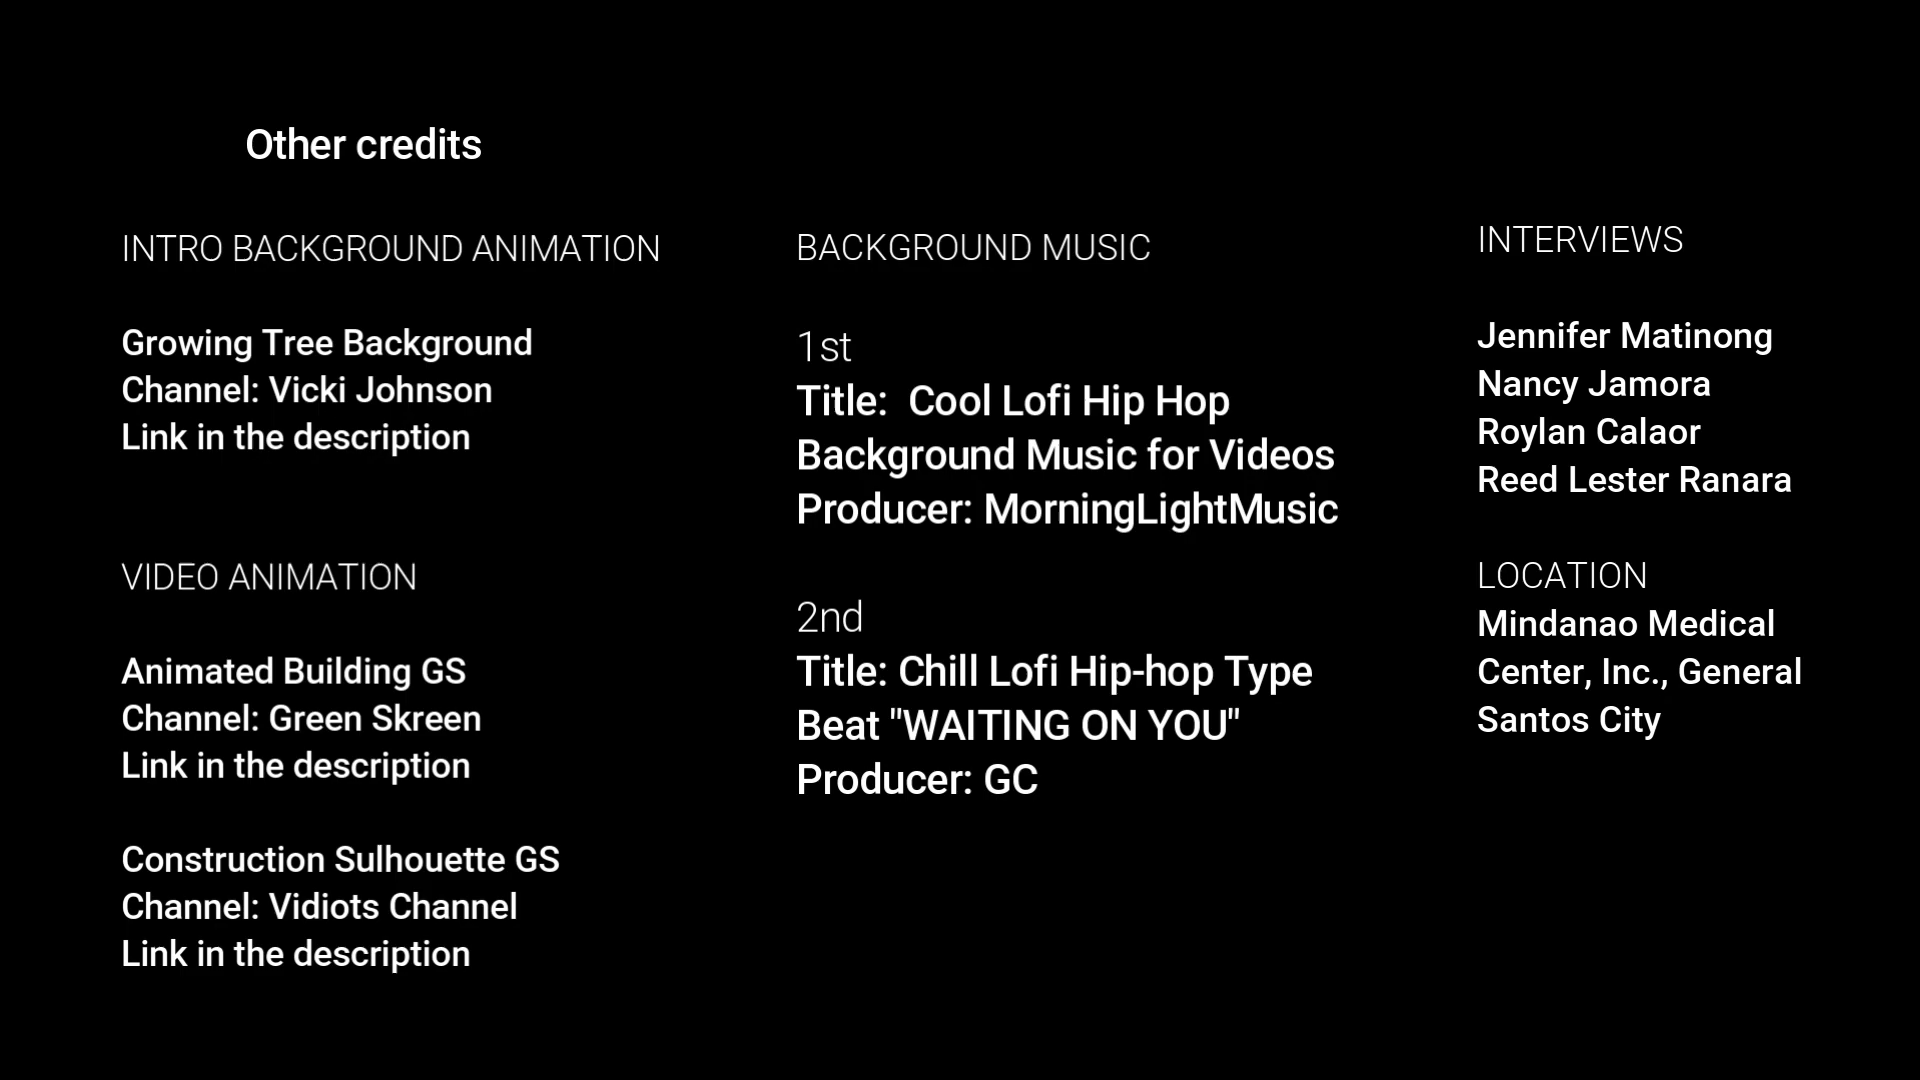 Other credits
INTRO BACKGROUND ANIMATION
Growing Tree Background
Channel: Vicki Johnson
Link in the description
VIDEO ANIMATION
Animated Building GS
Channel: Green Skreen
Link in the description
Construction Sulhouette GS
Channel: Vidiots Channel
Link in the description
BACKGROUND MUSIC
1st
Title:  Cool Lofi Hip Hop
Background Music for Videos
Producer: MorningLightMusic
2nd
Title: Chill Lofi Hip-hop Type
Beat "WAITING ON YOU"
Producer: GC
INTERVIEWS
Jennifer Matinong
Nancy Jamora
Roylan Calaor
Reed Lester Ranara
LOCATION
Mindanao Medical
Center, Inc., General
Santos City